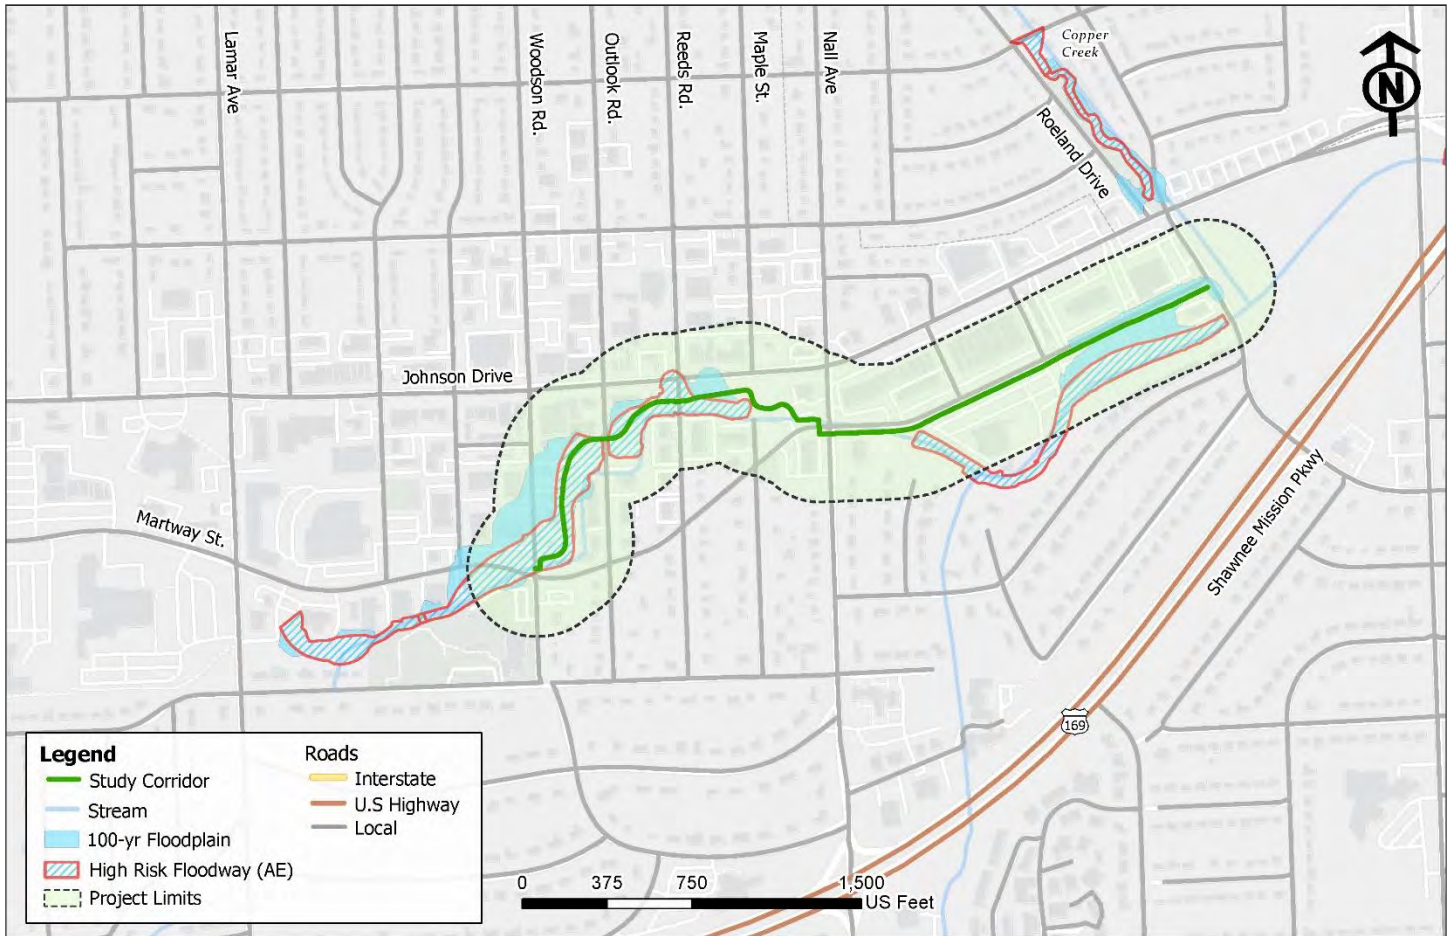 Lamar Ave
Woodson Rd.
Outlook Rd.
Reeds Rd.
Maple St.
Nall Ave
Copper
Creek
N
Roeland Drive
Johnson Drive
Martway St.
Shawnee Mission Pkwy
169
Legend
Study Corridor
Stream
100-yr Floodplain
High Risk Floodway (AE)
Project Limits
Roads
Interstate
U.S Highway
Local
0 375 750 1,500
US Feet